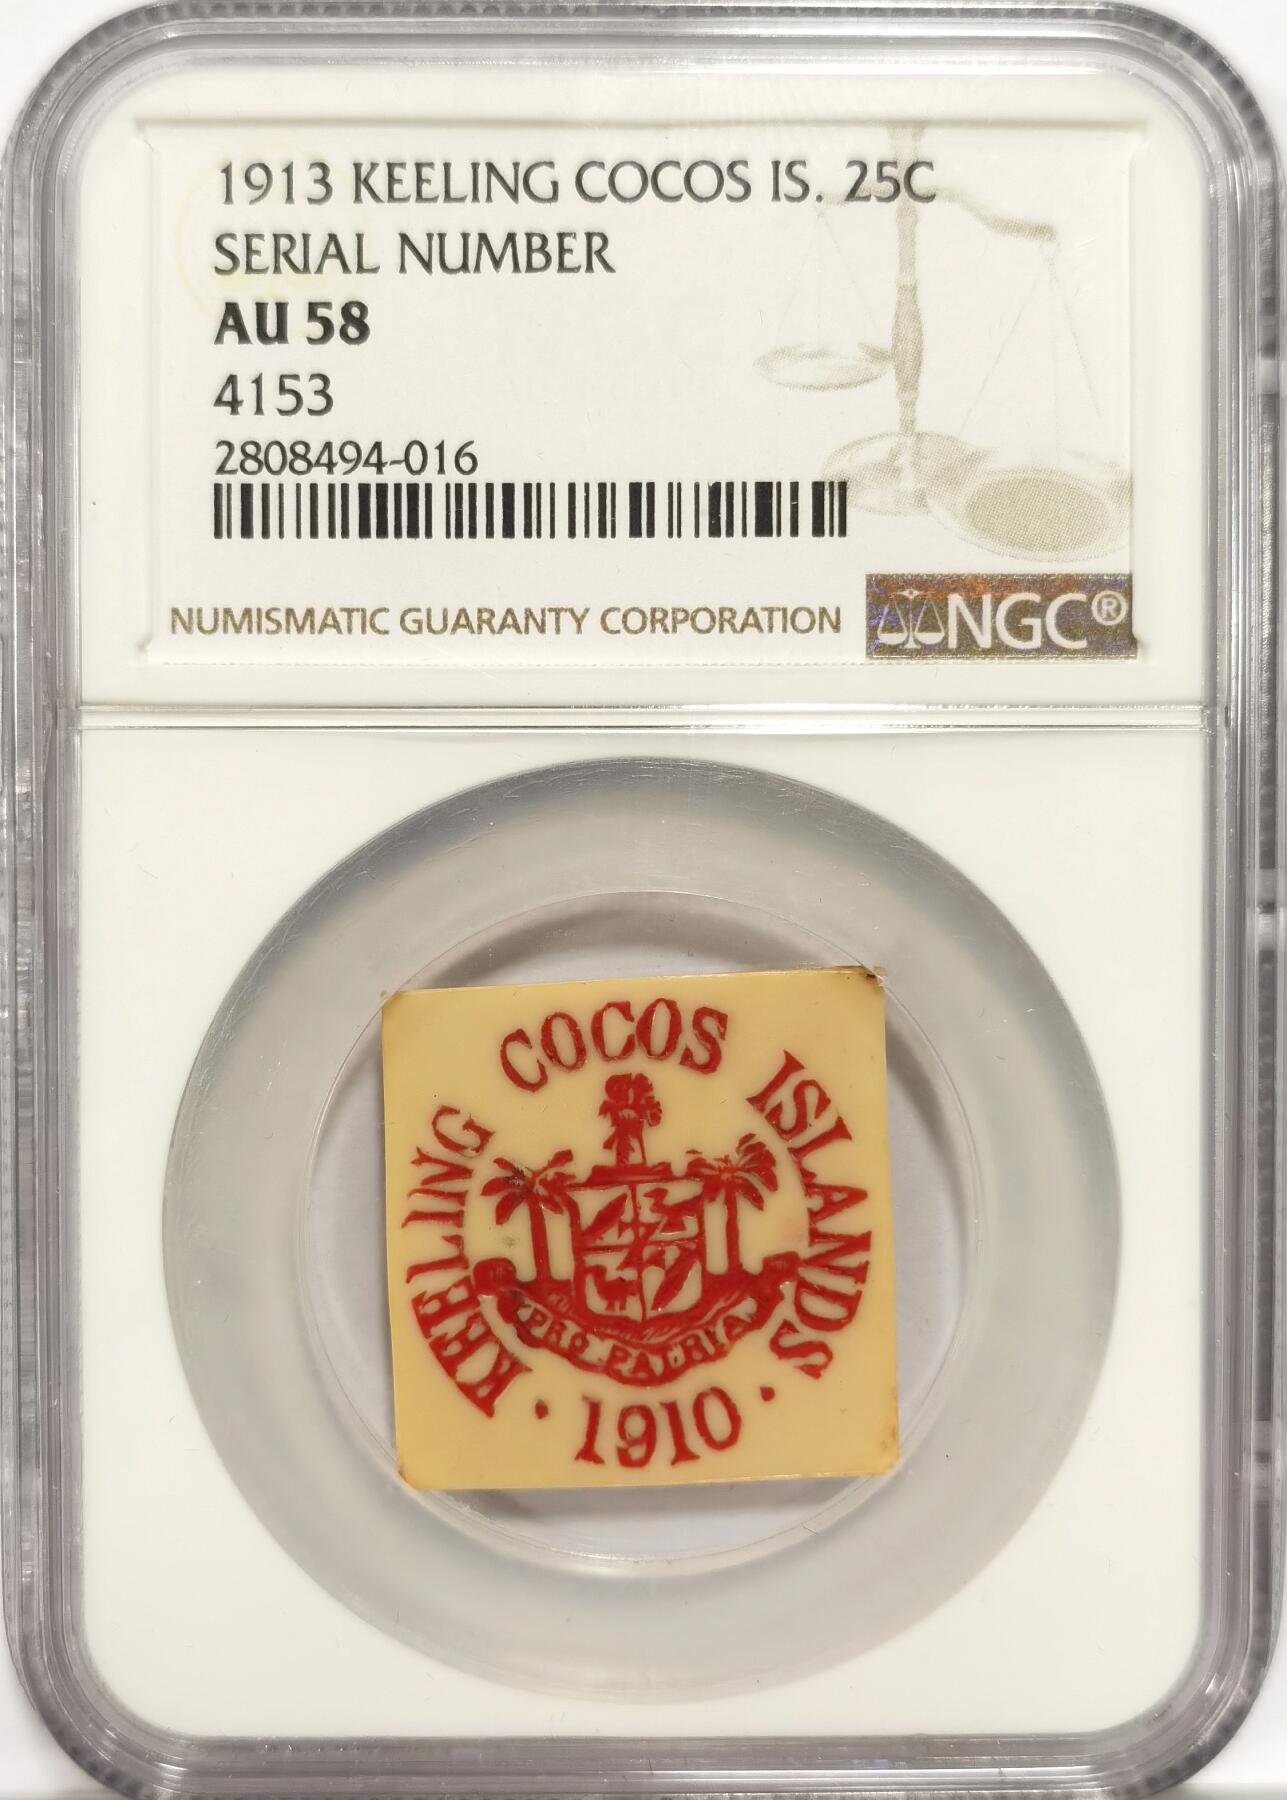 1913 KEELING COCOS IS. 25C
SERIAL NUMBER
AU 58
4153
2808494-016
NUMISMATIC GUARANTY CORPORATION
NGC®
KEELING COCOS ISLANDS
PRO PATRIA
· 1910 ·